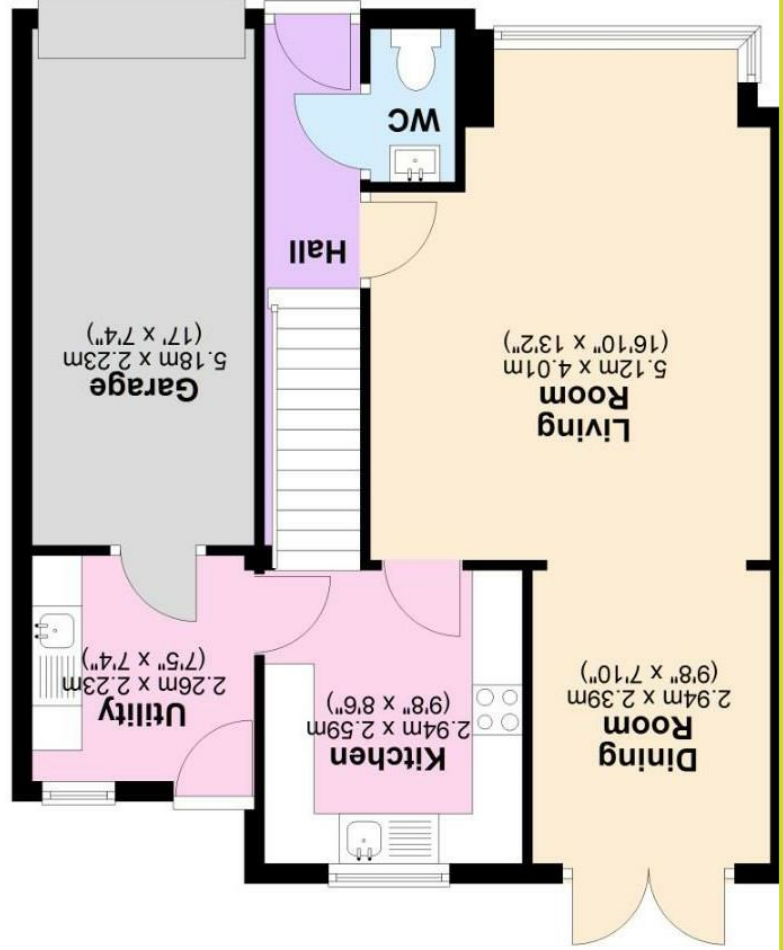 Dining
Room
2.94m x 2.39m
(9'8" x 7'10")
Kitchen
2.94m x 2.59m
(9'8" x 8'6")
Utility
2.26m x 2.23m
(7'5" x 7'4")
Living
Room
5.12m x 4.01m
(16'10" x 13'2")
Garage
5.18m x 2.23m
(17' x 7'4")
Hall
WC